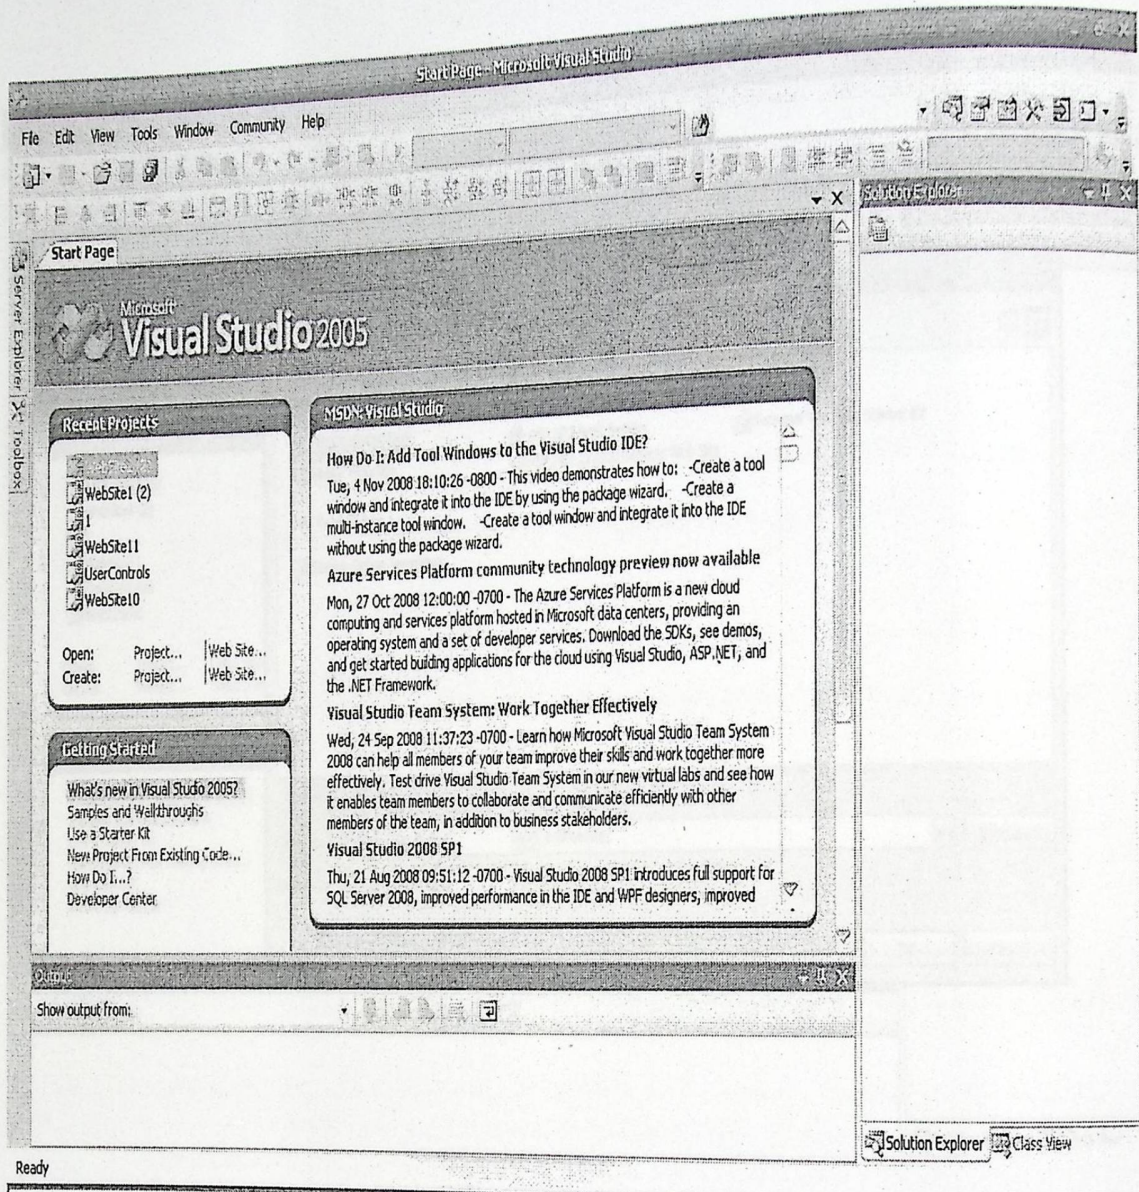 Start Page - Microsoft Visual Studio
File Edit View Tools Window Community Help
Solution Explorer
Start Page
Server Explorer
Toolbox
Microsoft
Visual Studio 2005
Recent Projects
WebSite1 (2)
1
WebSite11
UserControls
WebSite10
Open: Project... Web Site...
Create: Project... Web Site...
Getting Started
What's new in Visual Studio 2005?
Samples and Walkthroughs
Use a Starter Kit
New Project From Existing Code...
How Do I...?
Developer Center
MSDN: Visual Studio
How Do I: Add Tool Windows to the Visual Studio IDE?
Tue, 4 Nov 2008 18:10:26 -0800 - This video demonstrates how to: -Create a tool
window and integrate it into the IDE by using the package wizard. -Create a
multi-instance tool window. -Create a tool window and integrate it into the IDE
without using the package wizard.
Azure Services Platform community technology preview now available
Mon, 27 Oct 2008 12:00:00 -0700 - The Azure Services Platform is a new cloud
computing and services platform hosted in Microsoft data centers, providing an
operating system and a set of developer services. Download the SDKs, see demos,
and get started building applications for the cloud using Visual Studio, ASP.NET, and
the .NET Framework.
Visual Studio Team System: Work Together Effectively
Wed, 24 Sep 2008 11:37:23 -0700 - Learn how Microsoft Visual Studio Team System
2008 can help all members of your team improve their skills and work together more
effectively. Test drive Visual Studio Team System in our new virtual labs and see how
it enables team members to collaborate and communicate efficiently with other
members of the team, in addition to business stakeholders.
Visual Studio 2008 SP1
Thu, 21 Aug 2008 09:51:12 -0700 - Visual Studio 2008 SP1 introduces full support for
SQL Server 2008, improved performance in the IDE and WPF designers, improved
Output
Show output from:
Solution Explorer Class View
Ready